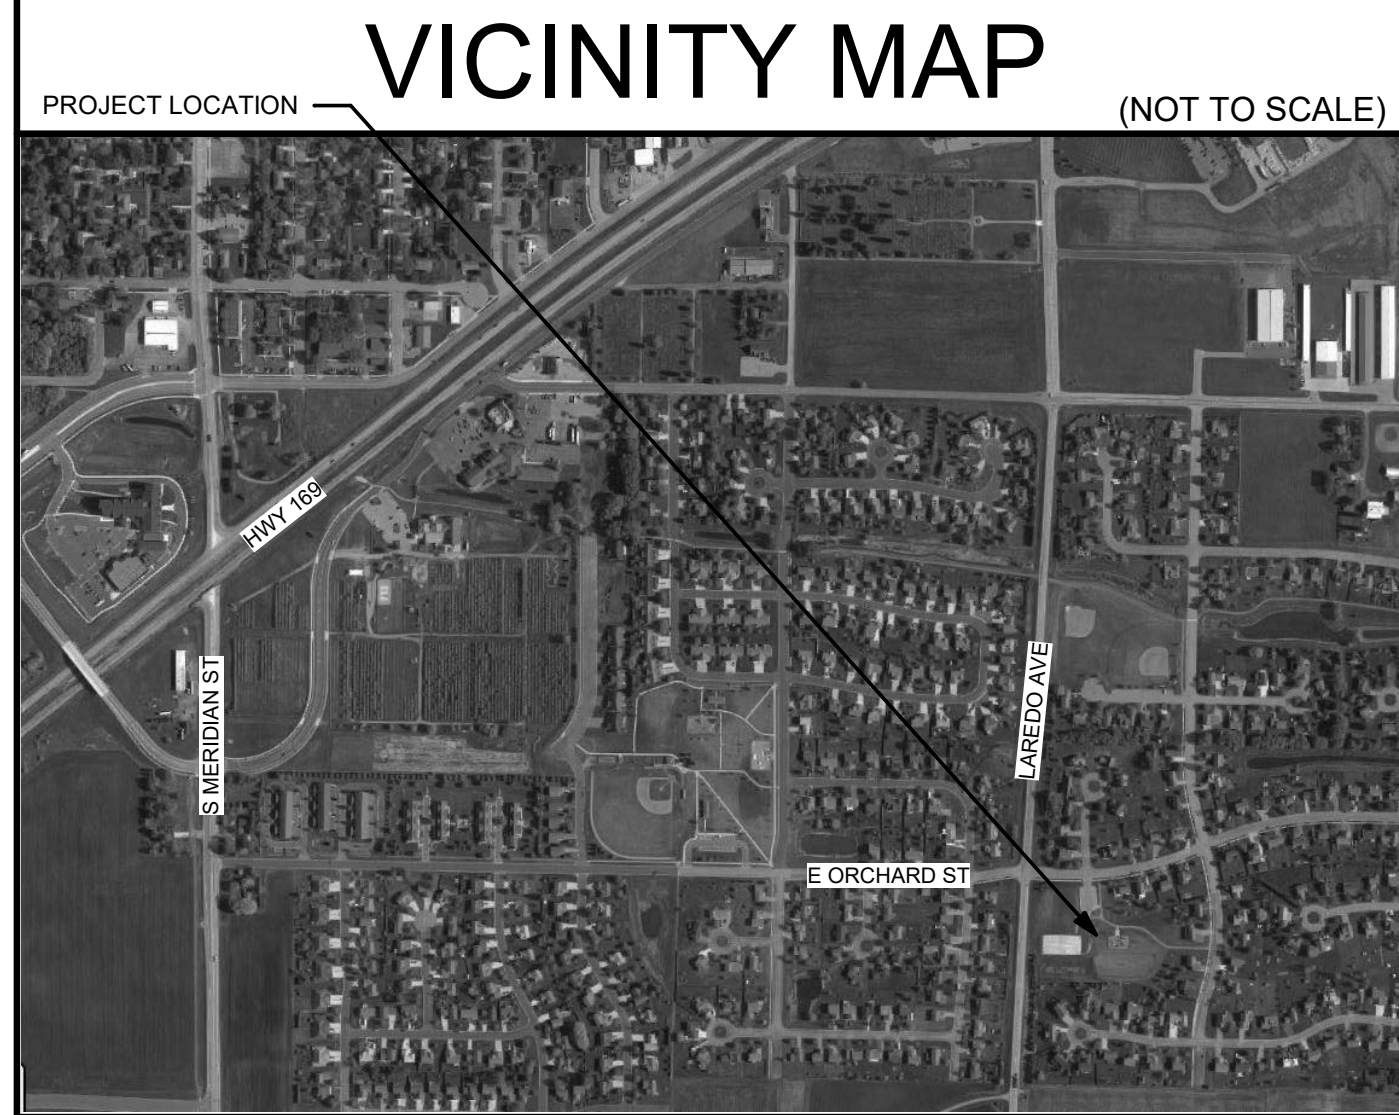 VICINITY MAP
PROJECT LOCATION
(NOT TO SCALE)
HWY 169
S MERIDIAN ST
LAREDO AVE
E ORCHARD ST